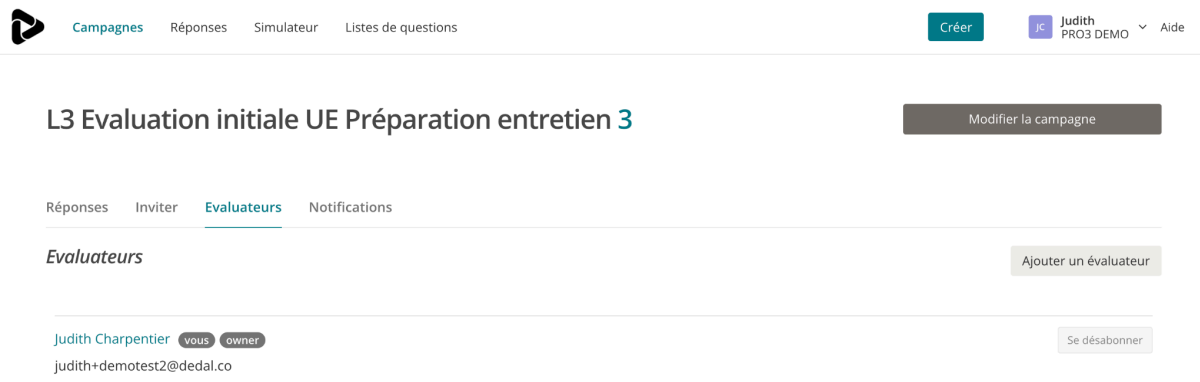 Campagnes Réponses Simulateur Listes de questions Créer JC Judith PRO3 DEMO Aide
L3 Evaluation initiale UE Préparation entretien 3 Modifier la campagne
Réponses Inviter Evaluateurs Notifications
Evaluateurs Ajouter un évaluateur
Judith Charpentier vous owner Se désabonner
judith+demotest2@dedal.co